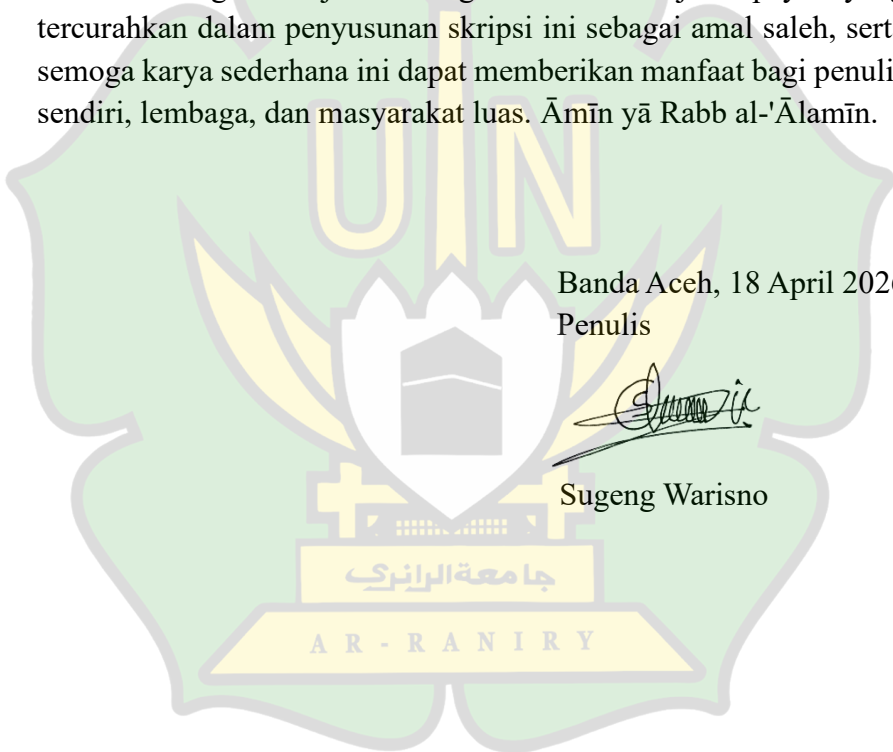 tercurahkan dalam penyusunan skripsi ini sebagai amal saleh, sert
semoga karya sederhana ini dapat memberikan manfaat bagi penuli
sendiri, lembaga, dan masyarakat luas. Āmīn yā Rabb al-'Ālamīn.
UIN
Banda Aceh, 18 April 202
Penulis
Sugeng Warisno
جامعةالرانري
AR-RANIRY